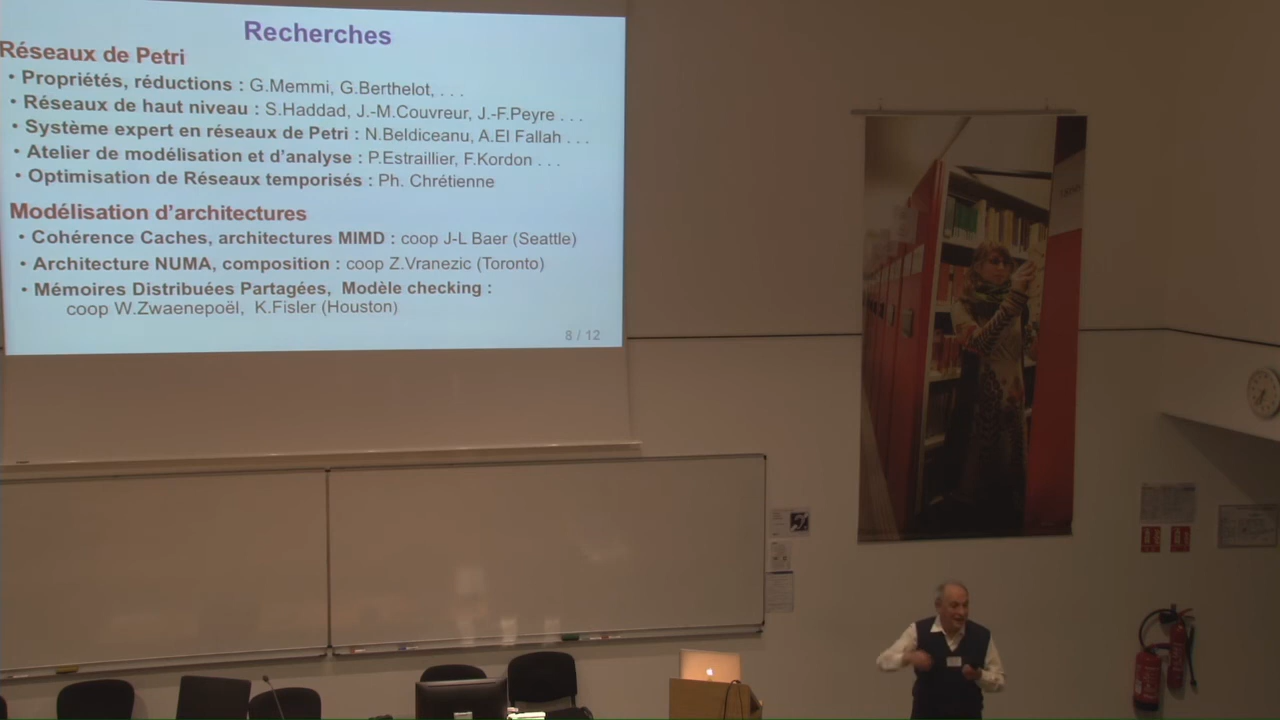 Recherches
Réseaux de Petri
• Propriétés, réductions : G.Memmi, G.Berthelot, . . .
• Réseaux de haut niveau : S.Haddad, J.-M.Couvreur, J.-F.Peyre . . .
• Système expert en réseaux de Petri : N.Beldiceanu, A.El Fallah . . .
• Atelier de modélisation et d'analyse : P.Estraillier, F.Kordon . . .
• Optimisation de Réseaux temporisés : Ph. Chrétienne
Modélisation d'architectures
• Cohérence Caches, architectures MIMD : coop J-L Baer (Seattle)
• Architecture NUMA, composition : coop Z.Vranezic (Toronto)
• Mémoires Distribuées Partagées, Modèle checking :
coop W.Zwaenepoël, K.Fisler (Houston)
8 / 12